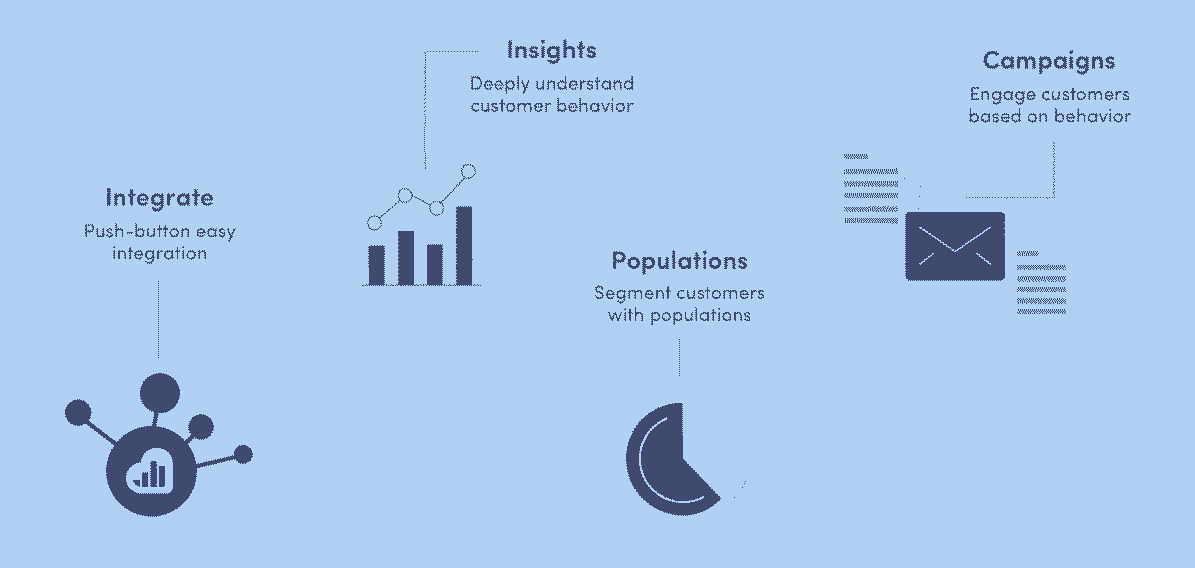 Integrate
Push-button easy
integration
Insights
Deeply understand
customer behavior
Populations
Segment customers
with populations
Campaigns
Engage customers
based on behavior